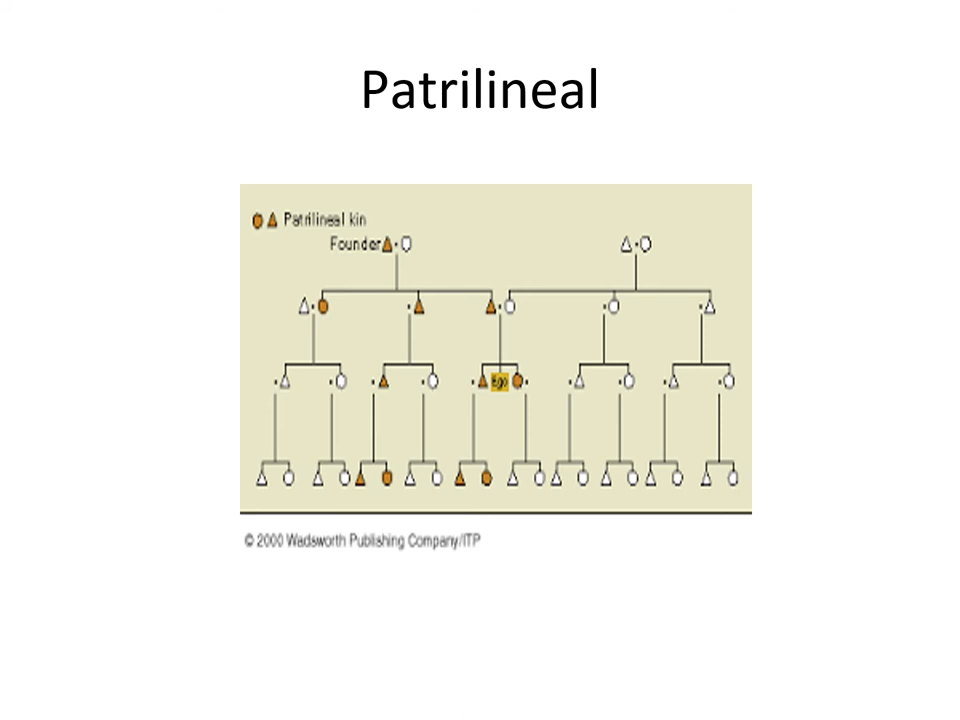 Patrilineal
Patrilineal kin
Founder
Ego
© 2000 Wadsworth Publishing Company/ITP